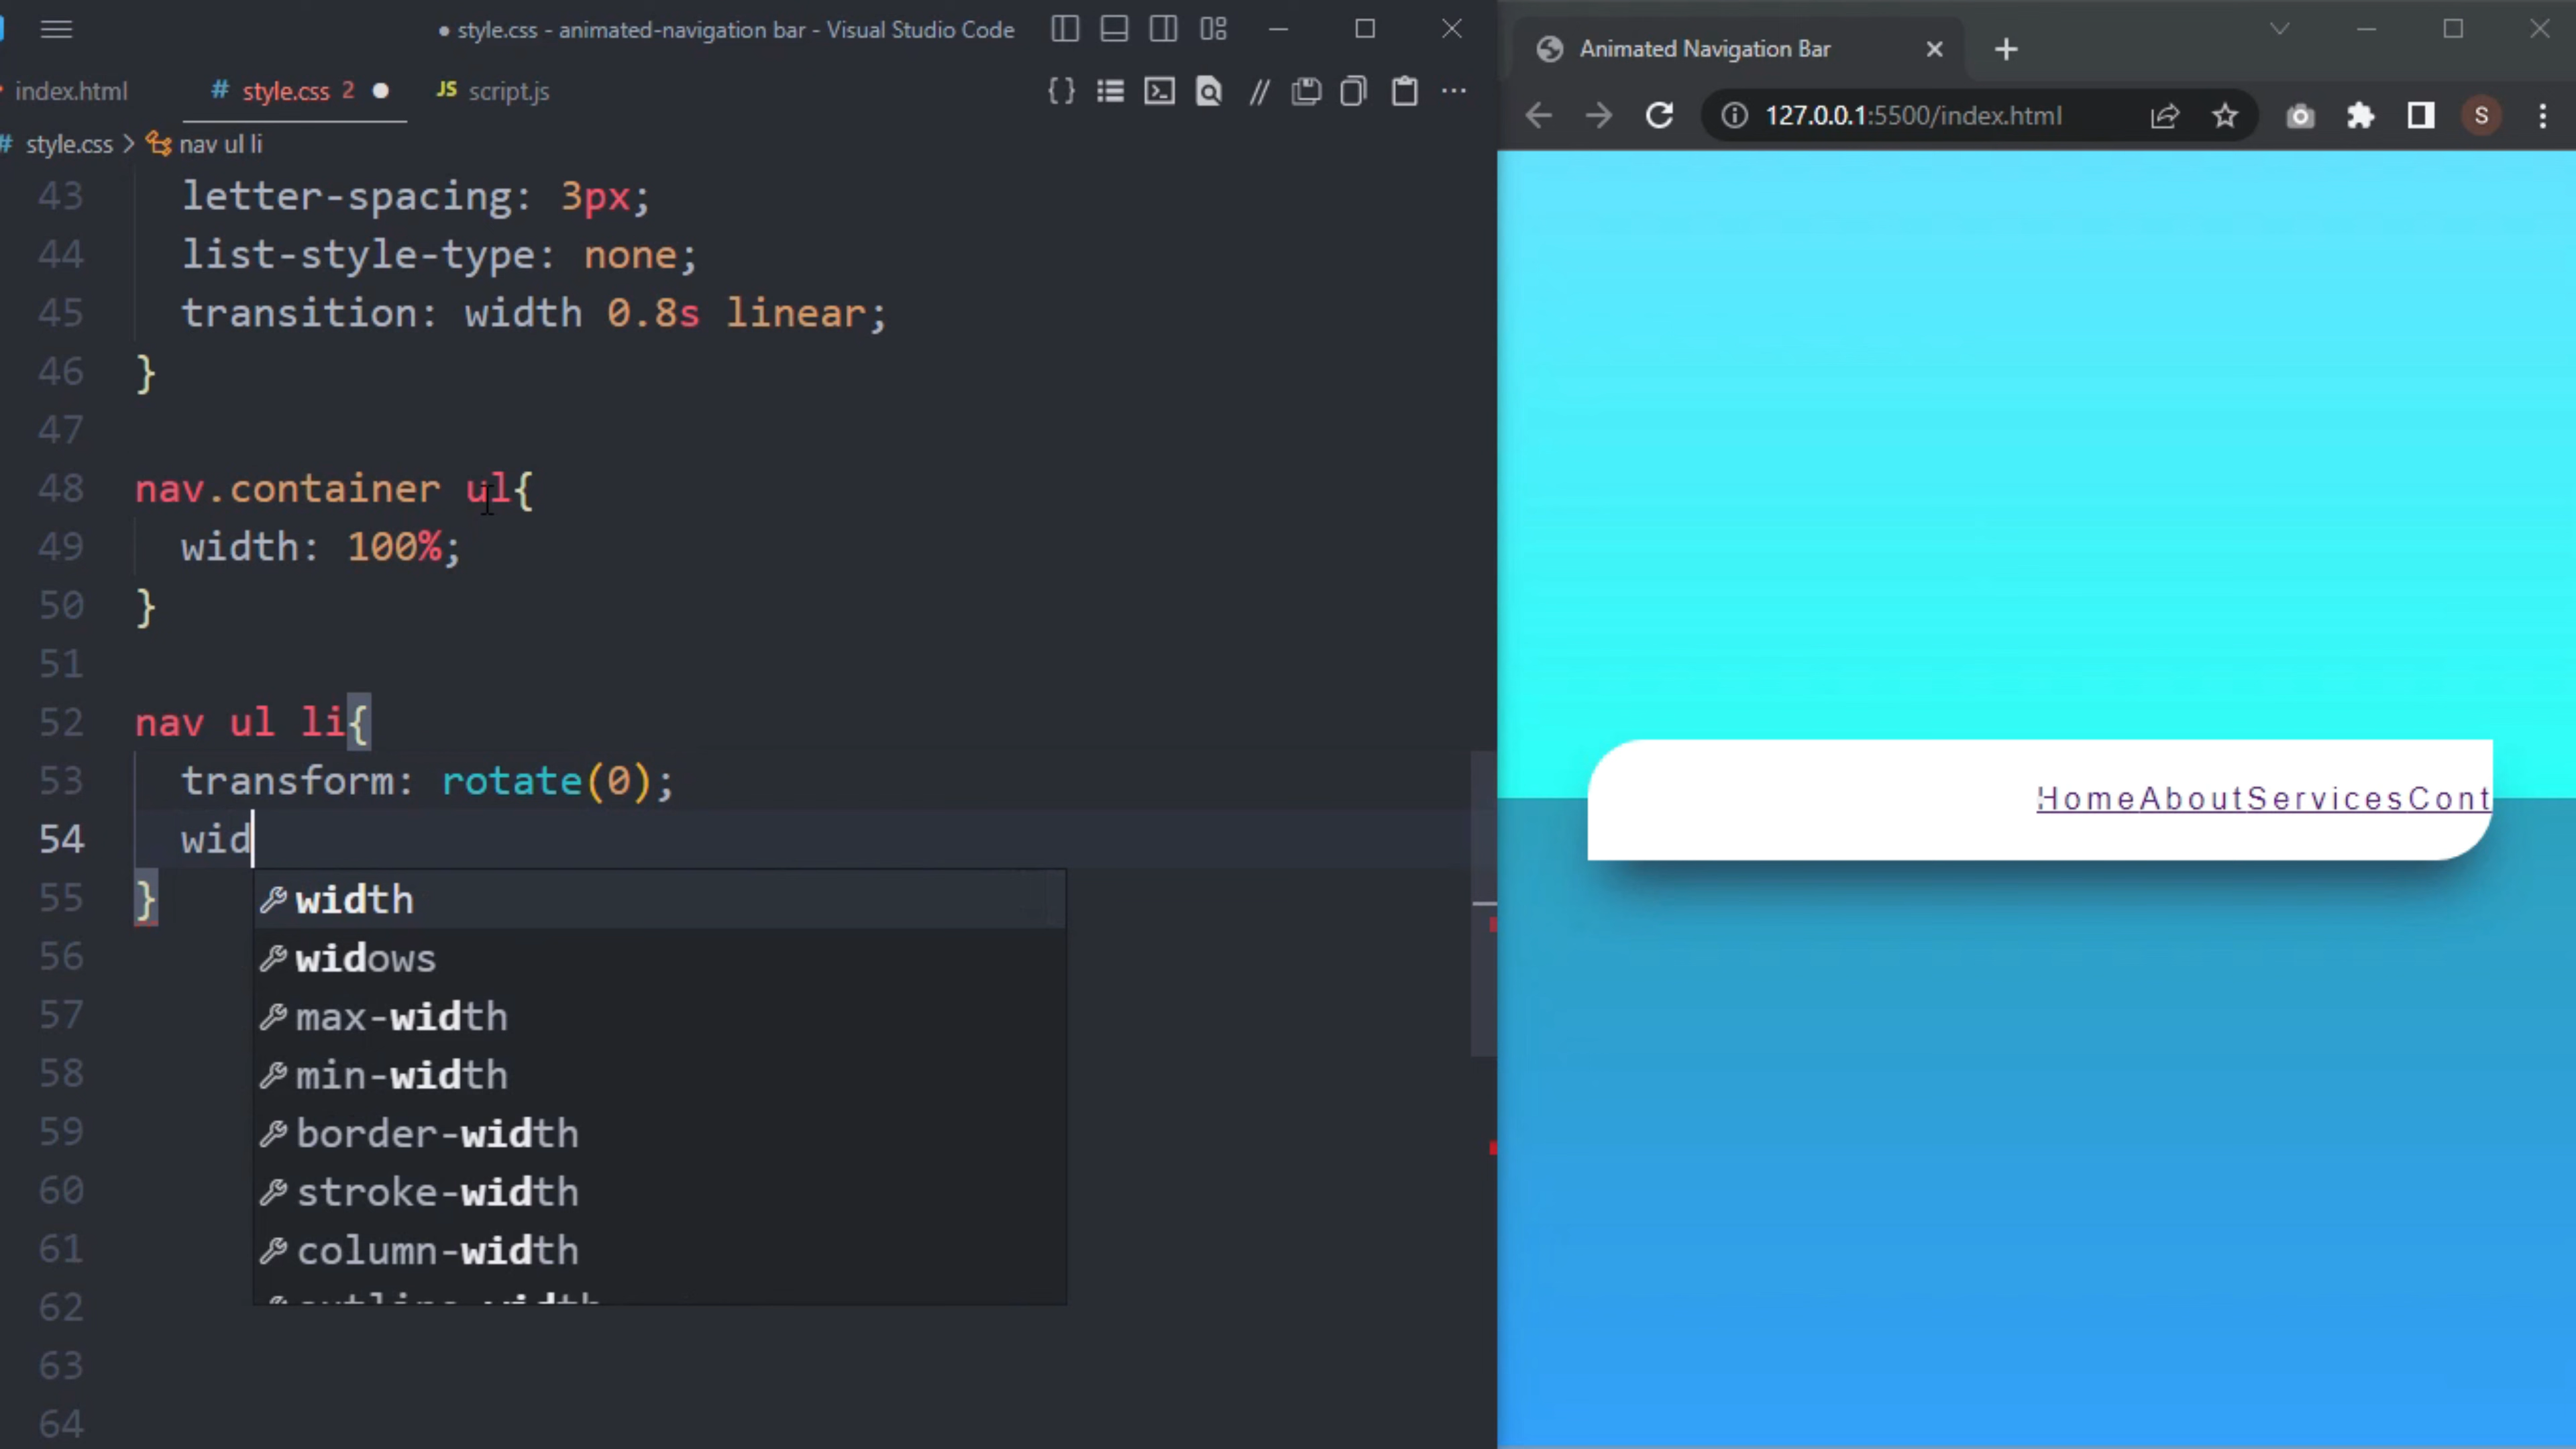 ● style.css - animated-navigation bar - Visual Studio Code
index.html
# style.css 2 ●
JS script.js
# style.css > nav ul li
43 letter-spacing: 3px;
44 list-style-type: none;
45 transition: width 0.8s linear;
46 }
47
48 nav.container ul{
49 width: 100%;
50 }
51
52 nav ul li{
53 transform: rotate(0);
54 wid
55 }
width
56
widows
57
max-width
58
min-width
59
border-width
60
stroke-width
61
column-width
62
63
64
Animated Navigation Bar
127.0.0.1:5500/index.html
S
HomeAboutServicesCont